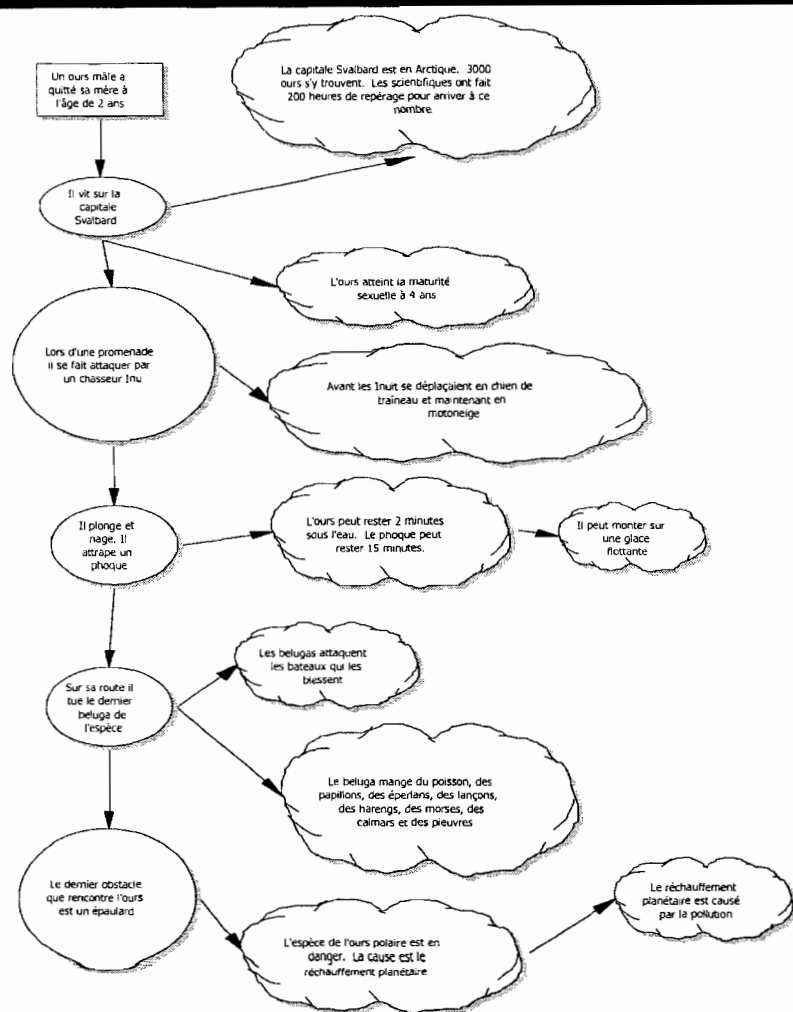 Un ours mâle a
quitté sa mère à
l'âge de 2 ans
La capitale Svalbard est en Arctique. 3000
ours s'y trouvent. Les scientifiques ont fait
200 heures de repérage pour arriver à ce
nombre
Il vit sur la
capitale
Svalbard
L'ours atteint la maturité
sexuelle à 4 ans
Lors d'une promenade
il se fait attaquer par
un chasseur Inu
Avant les Inuit se déplaçaient en chien de
traîneau et maintenant en
motoneige
Il plonge et
nage. Il
attrape un
phoque
L'ours peut rester 2 minutes
sous l'eau. Le phoque peut
rester 15 minutes.
Il peut monter sur
une glace
flottante
Les belugas attaquent
les bateaux qui les
blessent
Sur sa route il
tue le dernier
beluga de
l'espèce
Le beluga mange du poisson, des
papillons, des éperlans, des lançons,
des harengs, des morses, des
calmars et des pieuvres
Le dernier obstacle
que rencontre l'ours
est un épaulard
L'espèce de l'ours polaire est en
danger. La cause est le
réchauffement planétaire
Le réchauffement
planétaire est causé
par la pollution